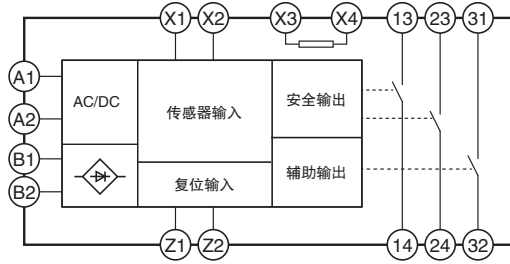 X1 X2 X3 X4 13 23 31
A1
AC/DC
传感器输入
安全输出
A2
B1
辅助输出
复位输入
B2
Z1 Z2 14 24 32